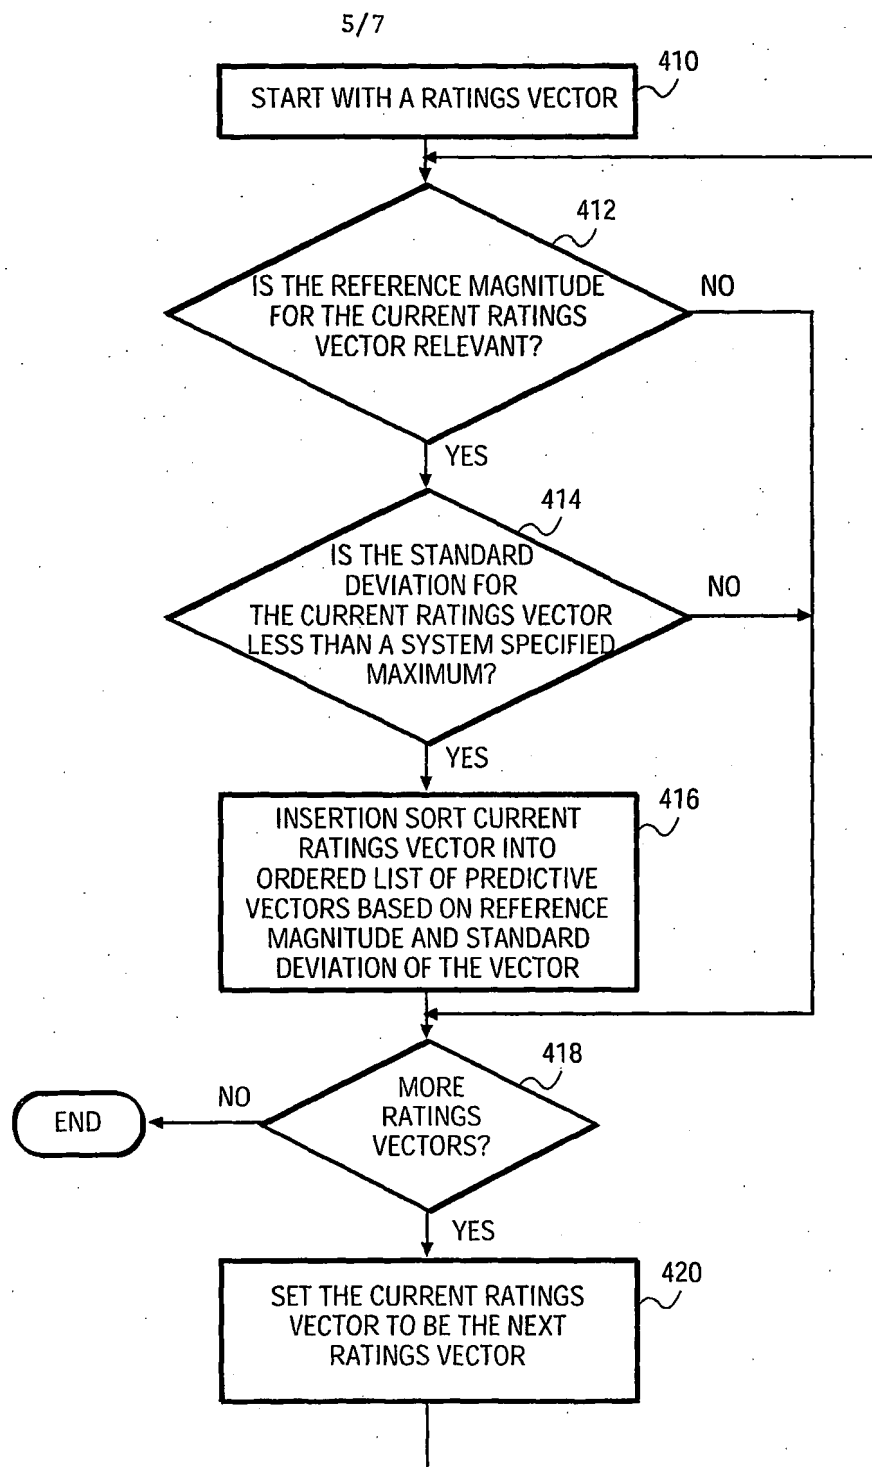 5/7
410
START WITH A RATINGS VECTOR
412
IS THE REFERENCE MAGNITUDE
FOR THE CURRENT RATINGS
VECTOR RELEVANT?
NO
YES
414
IS THE STANDARD
DEVIATION FOR
THE CURRENT RATINGS VECTOR
LESS THAN A SYSTEM SPECIFIED
MAXIMUM?
NO
YES
416
INSERTION SORT CURRENT
RATINGS VECTOR INTO
ORDERED LIST OF PREDICTIVE
VECTORS BASED ON REFERENCE
MAGNITUDE AND STANDARD
DEVIATION OF THE VECTOR
418
MORE
RATINGS
VECTORS?
NO
END
YES
420
SET THE CURRENT RATINGS
VECTOR TO BE THE NEXT
RATINGS VECTOR